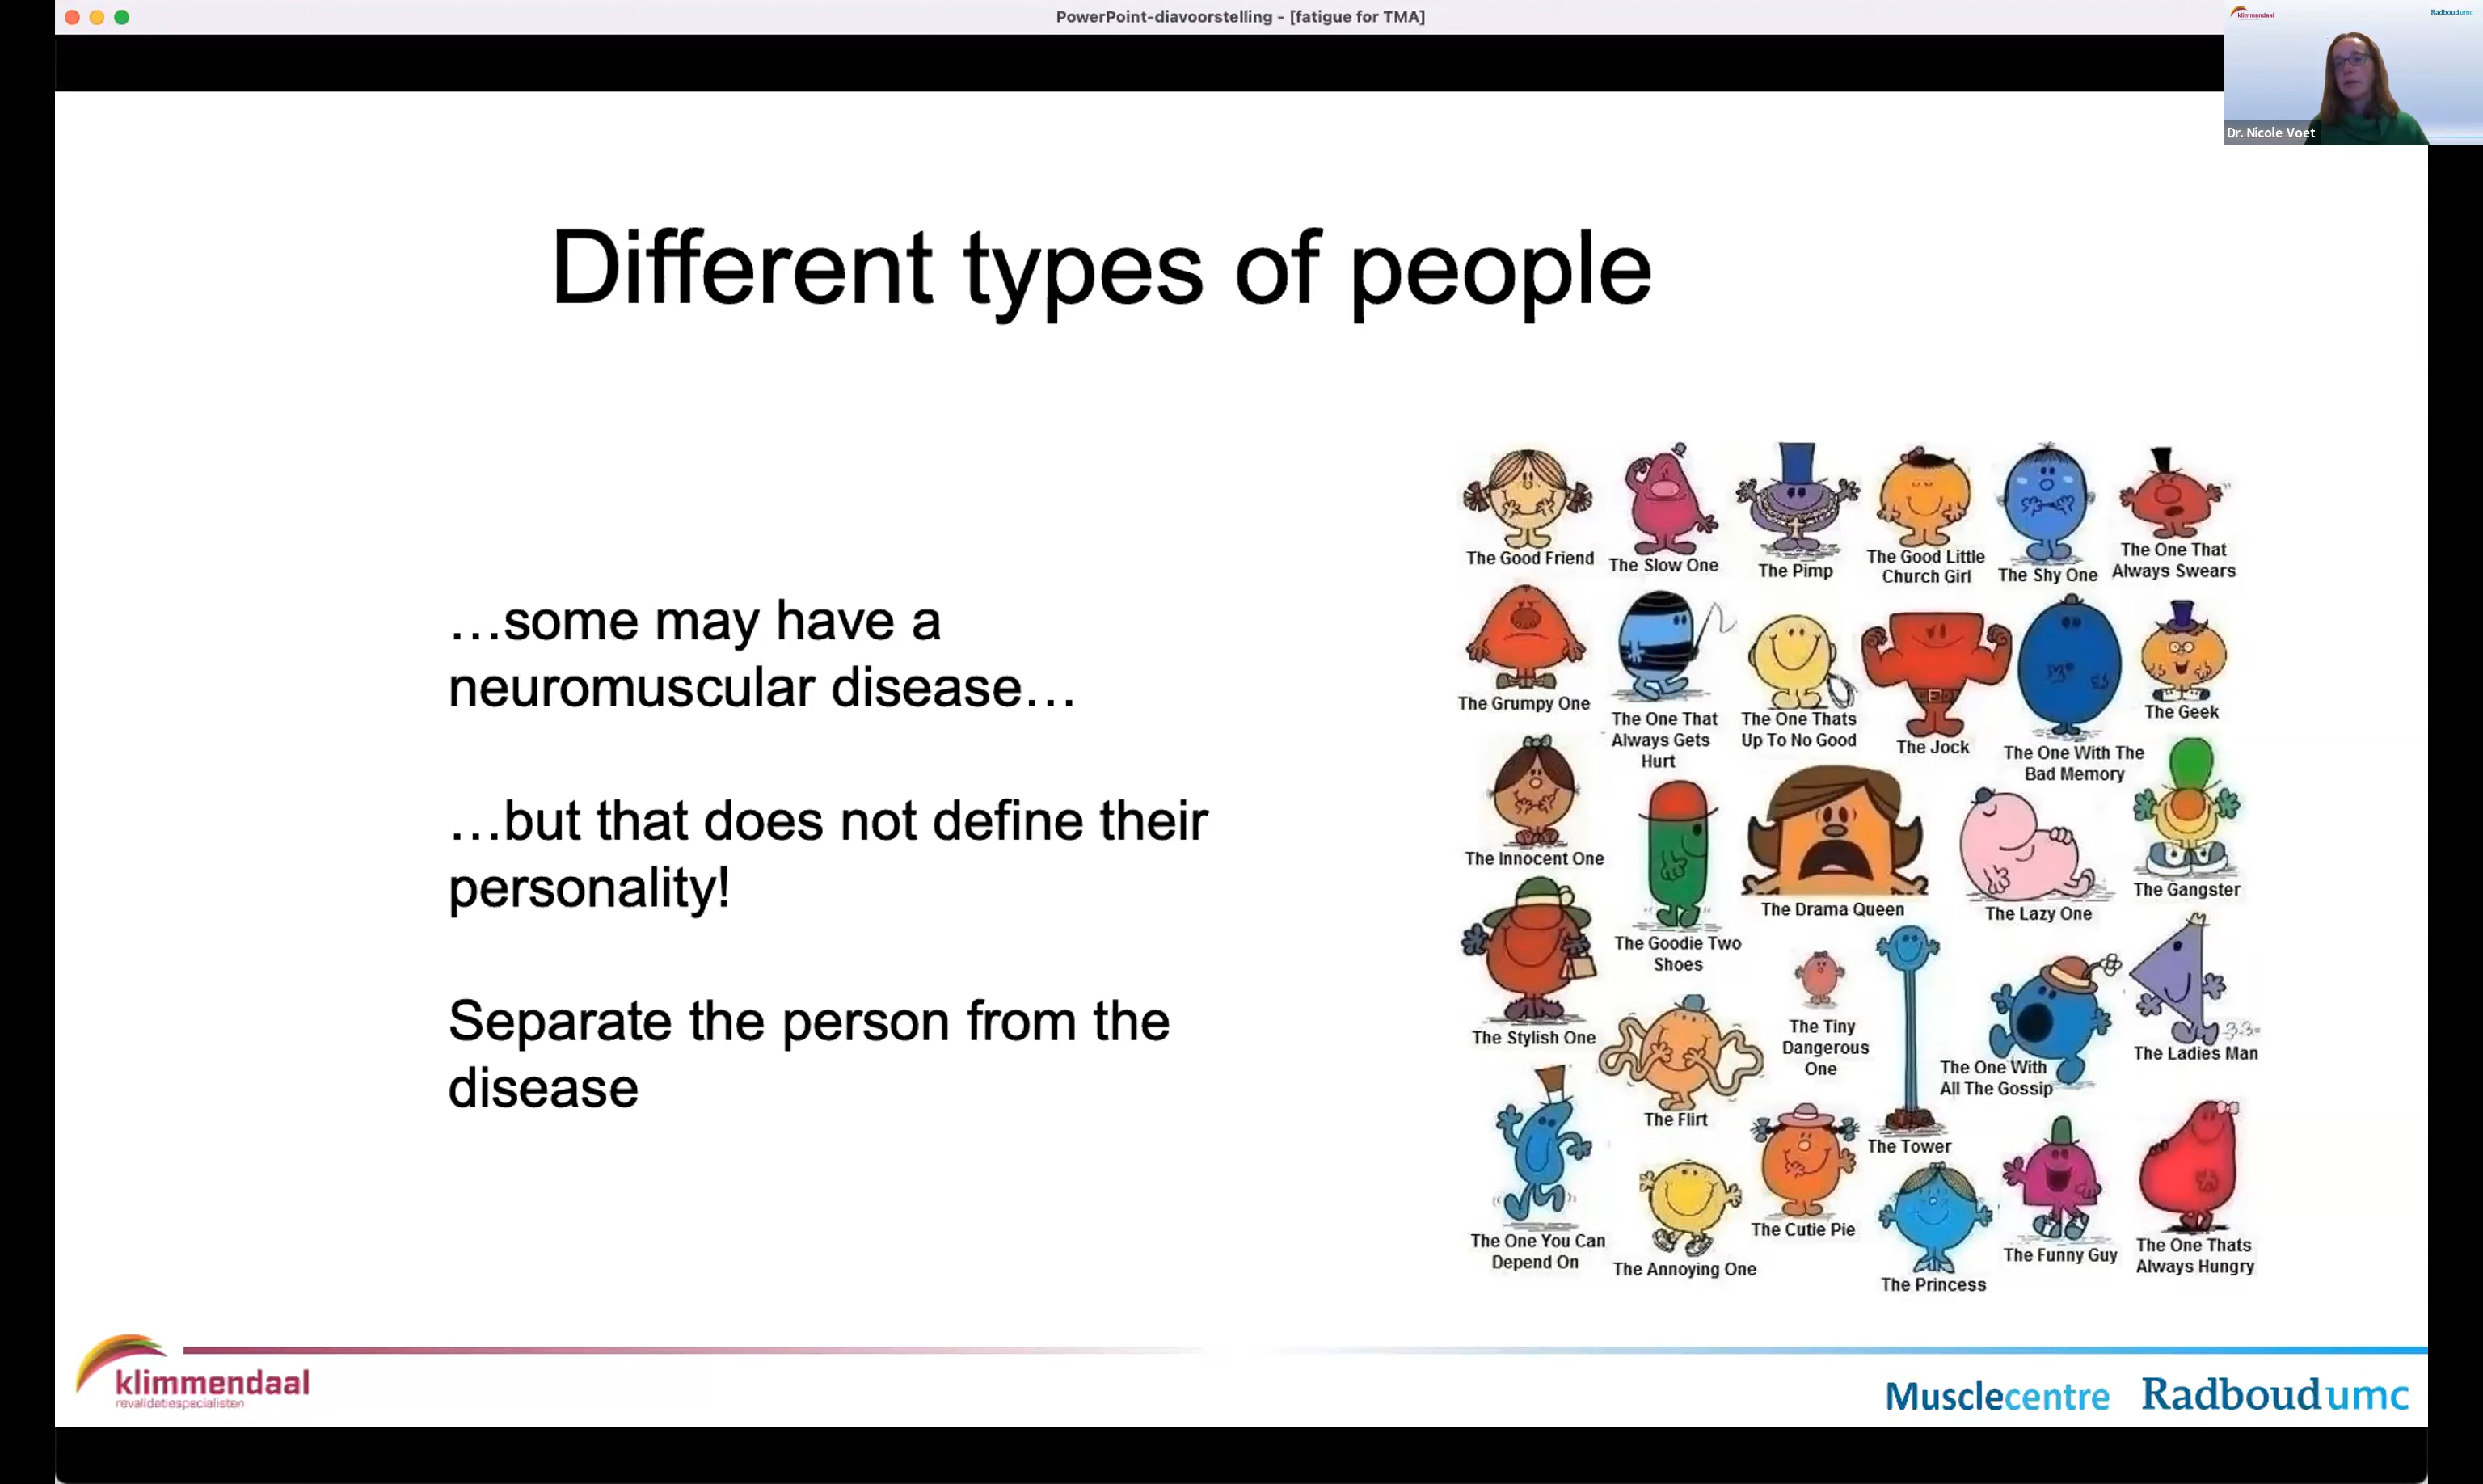 PowerPoint-diavoorstelling - [fatigue for TMA]
klimmendaal
Radboudumc
Dr. Nicole Voet
Different types of people
…some may have a
neuromuscular disease…
…but that does not define their
personality!
Separate the person from the
disease
The Good Friend
The Slow One
The Pimp
The Good Little
Church Girl
The Shy One
The One That
Always Swears
The Grumpy One
The One That
Always Gets
Hurt
The One Thats
Up To No Good
The Jock
The One With The
Bad Memory
The Geek
The Innocent One
The Goodie Two
Shoes
The Drama Queen
The Lazy One
The Gangster
The Stylish One
The Flirt
The Tiny
Dangerous
One
The Tower
The One With
All The Gossip
The Ladies Man
The One You Can
Depend On
The Annoying One
The Cutie Pie
The Princess
The Funny Guy
The One Thats
Always Hungry
klimmendaal
revalidatiespecialisten
Musclecentre
Radboudumc